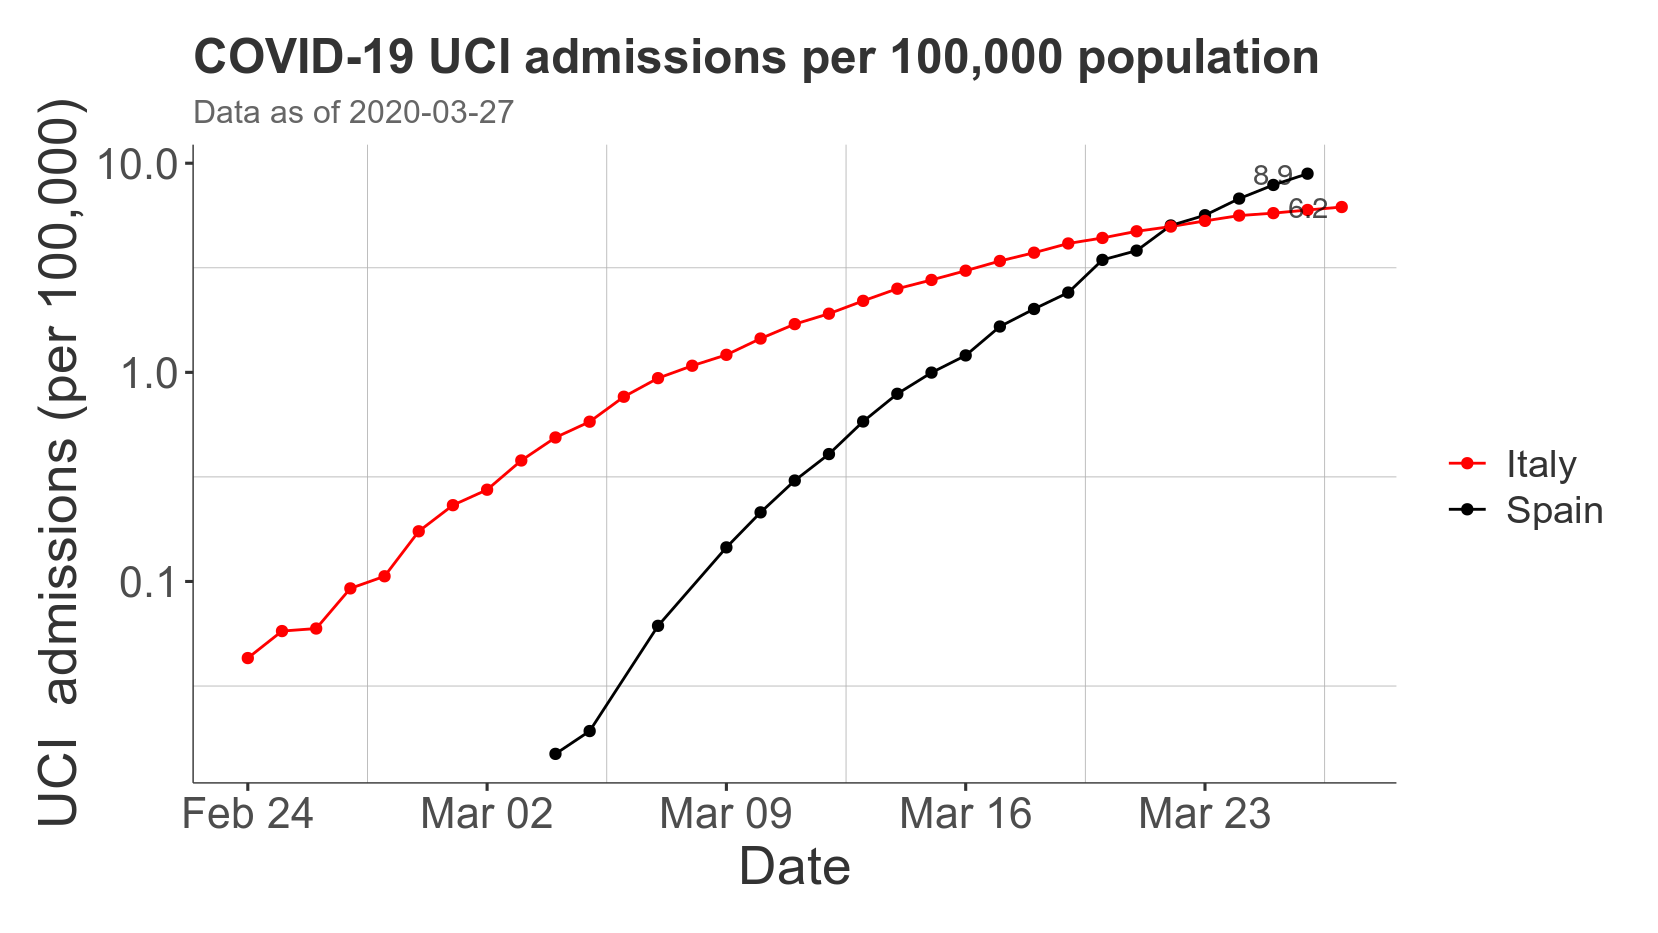 COVID-19 UCI admissions per 100,000 population
Data as of 2020-03-27
UCI  admissions (per 100,000)
10.0
1.0
0.1
8.9
6.2
Feb 24
Mar 02
Mar 09
Mar 16
Mar 23
Date
Italy
Spain